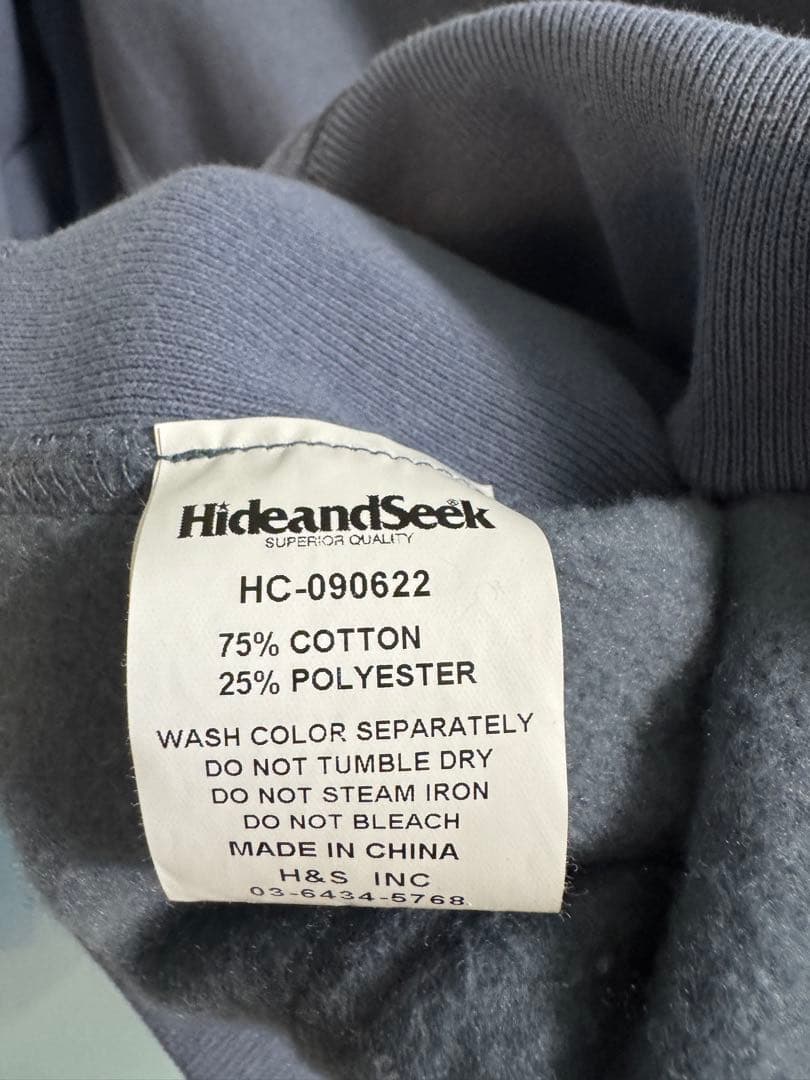 HideandSeek®
SUPERIOR QUALITY
HC-090622
75% COTTON
25% POLYESTER
WASH COLOR SEPARATELY
DO NOT TUMBLE DRY
DO NOT STEAM IRON
DO NOT BLEACH
MADE IN CHINA
H&S INC
03-6434-5768